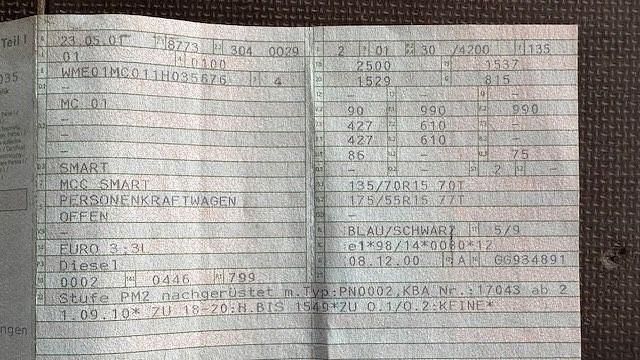 Teil I
23.05.01 8773 304 0029 2 01 30 /4200 135
01 0100 2500 1537
WME01MC011H035676 4 1529 815
035
- - - -
MC 01 90 990 990
- 427 610 -
- 427 610 -
- 86 - 75
SMART - - 2 -
MCC SMART 135/70R15 70T
PERSONENKRAFTWAGEN 175/55R15 77T
OFFEN -
- BLAU/SCHWARZ 5/9
EURO 3;3L e1*98/14*0080*12
Diesel 08.12.00 A GG934891
0002 0446 799
Stufe PM2 nachgerüstet m.Typ:PN0002,KBA Nr.:17043 ab 2
1.09.10* ZU 18-20:H.BIS 1549*ZU O.1/O.2:KEINE*
ngen